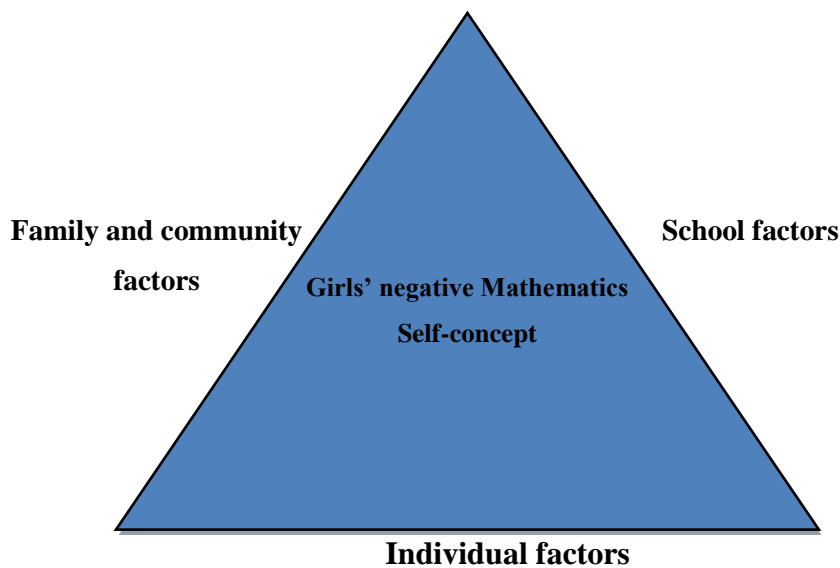 Family and community
factors
School factors
Girls’ negative Mathematics
Self-concept
Individual factors